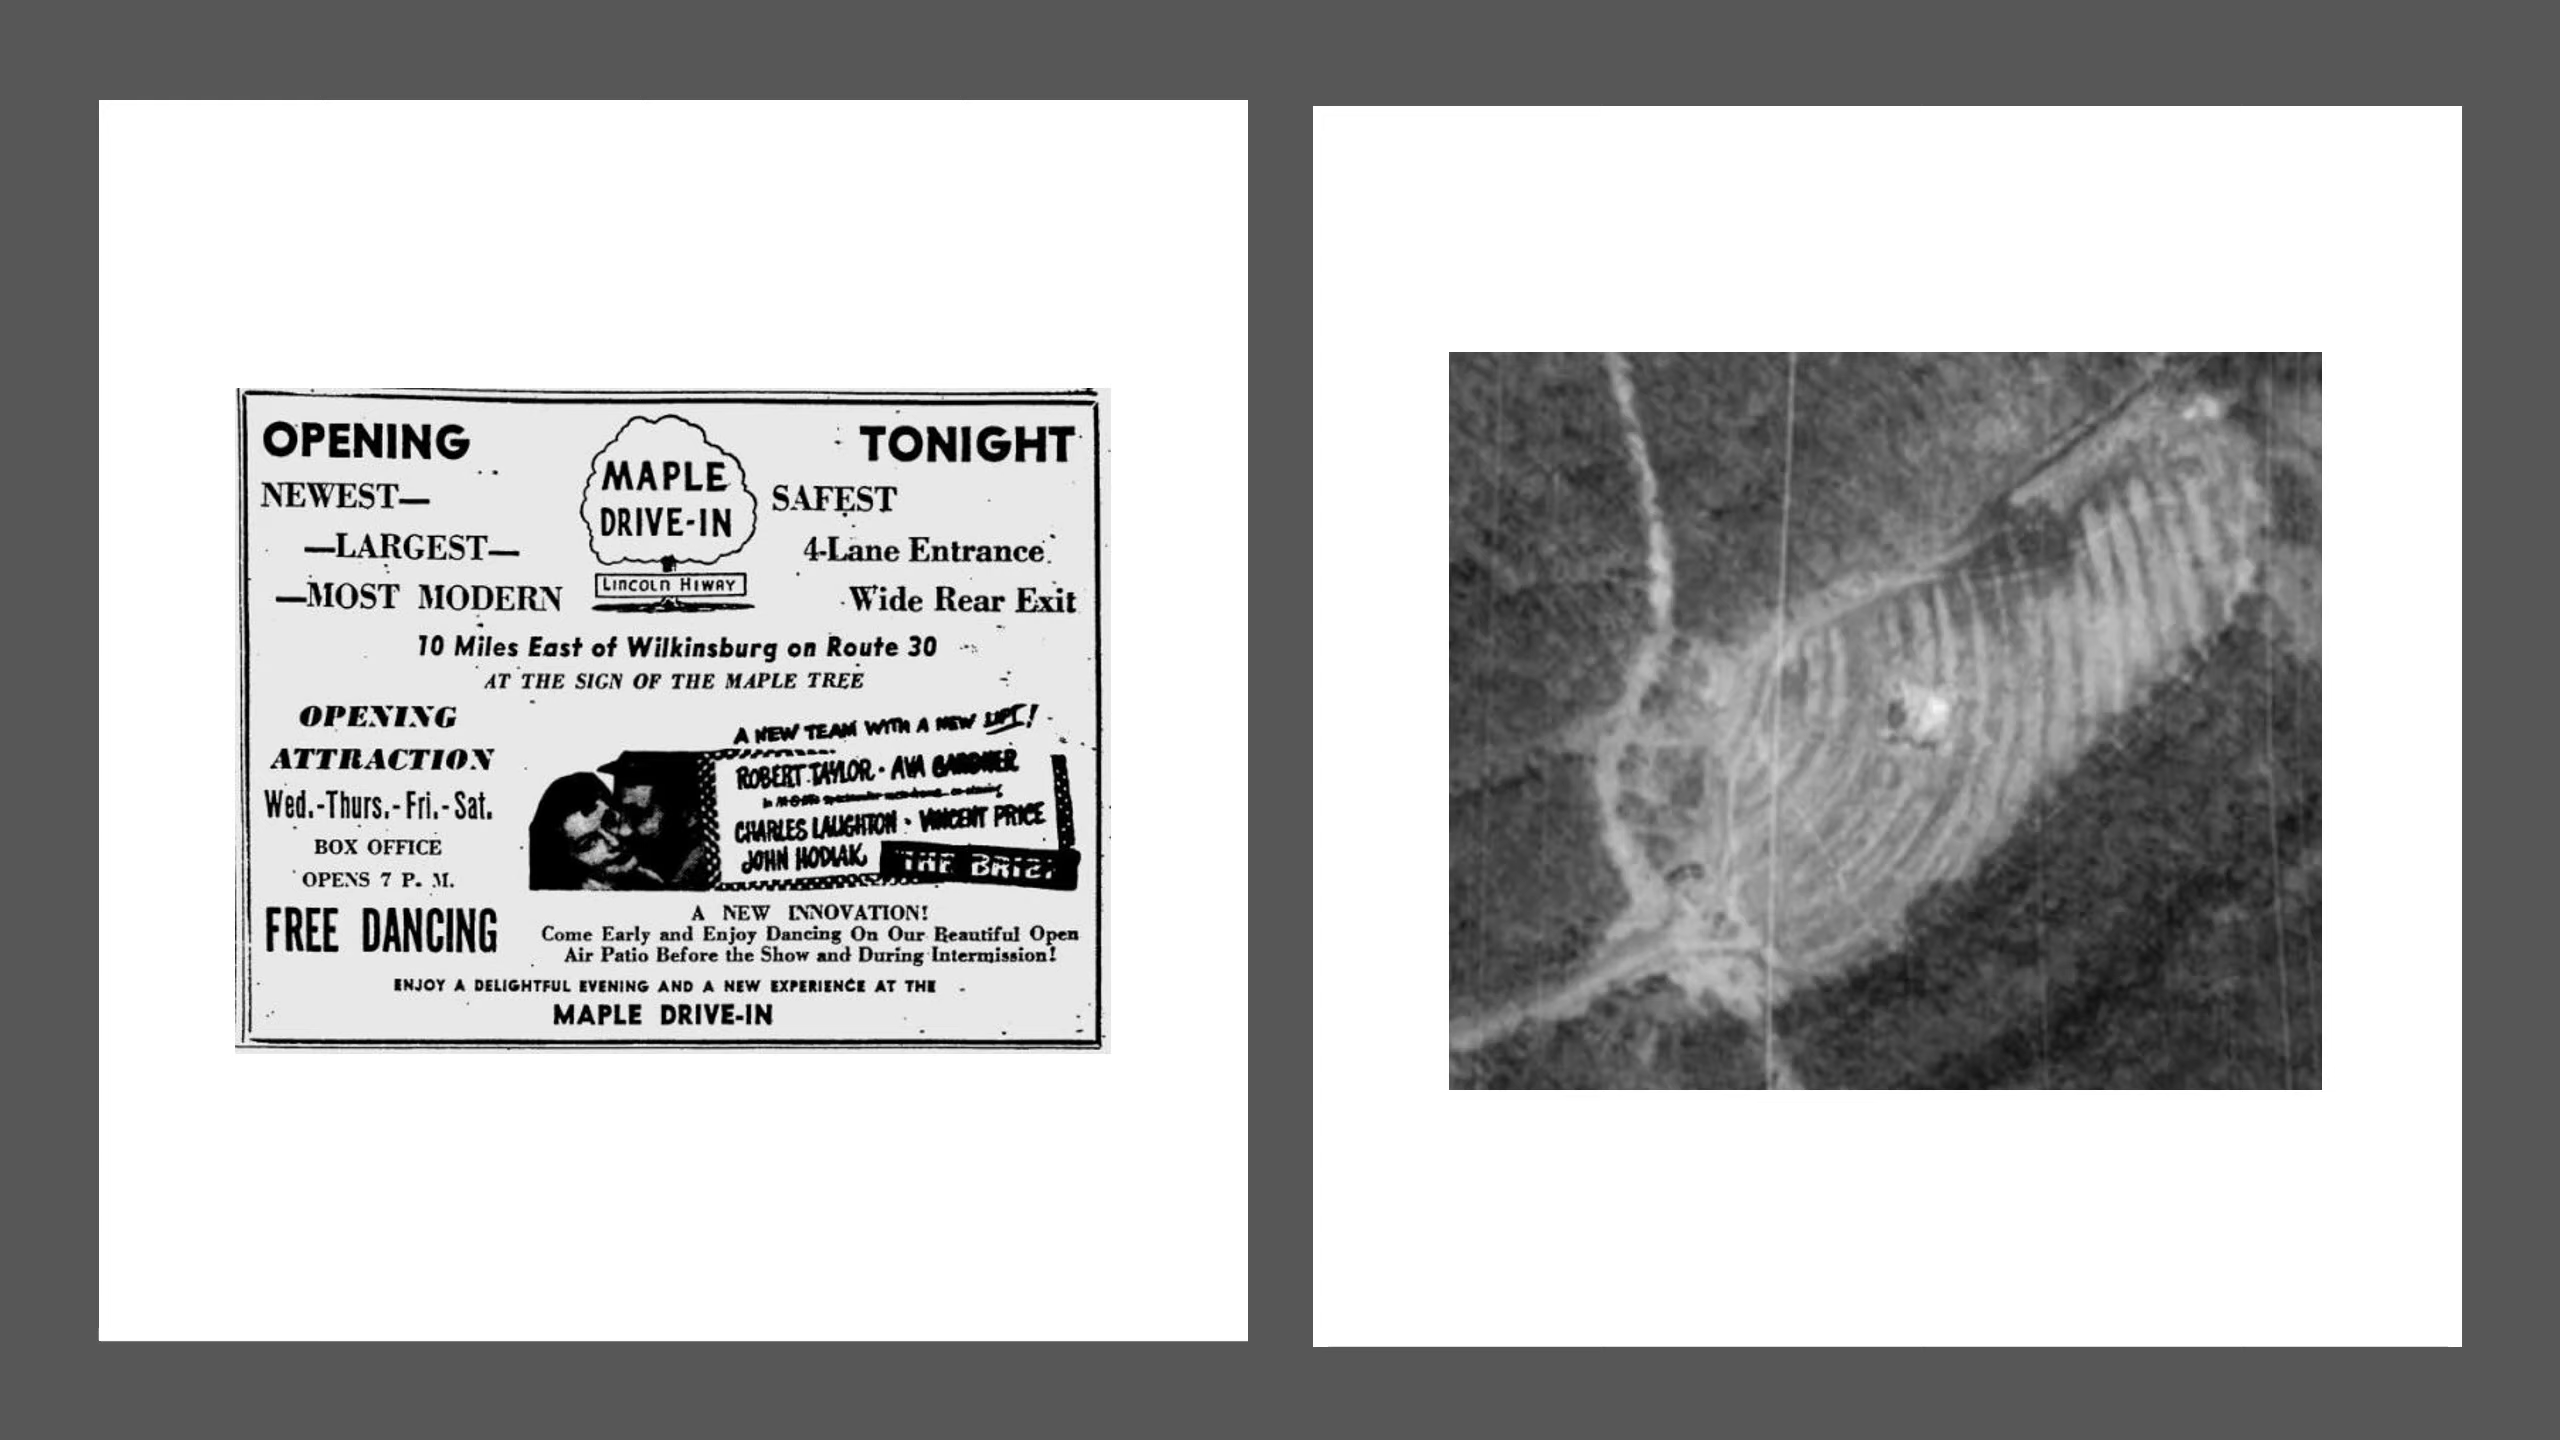 OPENING
TONIGHT
MAPLE
DRIVE-IN
LINCOLN HIWAY
NEWEST—
—LARGEST—
—MOST MODERN
SAFEST
4-Lane Entrance
Wide Rear Exit
10 Miles East of Wilkinsburg on Route 30
AT THE SIGN OF THE MAPLE TREE
OPENING
ATTRACTION
Wed.-Thurs.-Fri.-Sat.
BOX OFFICE
OPENS 7 P. M.
FREE DANCING
A NEW TEAM WITH A NEW
ROBERT TAYLOR · AVA GARDNER
CHARLES LAUGHTON · VINCENT PRICE
JOHN HODIAK
THE BRIBE
A NEW INNOVATION!
Come Early and Enjoy Dancing On Our Beautiful Open
Air Patio Before the Show and During Intermission!
ENJOY A DELIGHTFUL EVENING AND A NEW EXPERIENCE AT THE
MAPLE DRIVE-IN